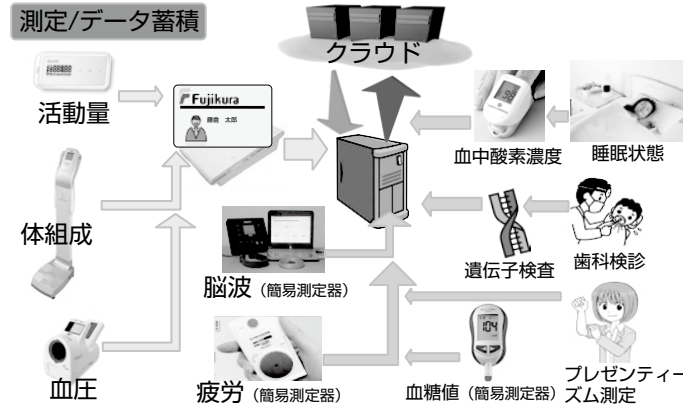 測定/データ蓄積
クラウド
活動量
Fujikura
藤倉 太郎
98
血中酸素濃度
睡眠状態
体組成
脳波（簡易測定器）
遺伝子検査
歯科検診
104
血圧
疲労（簡易測定器）
血糖値（簡易測定器）
プレゼンティー
ズム測定